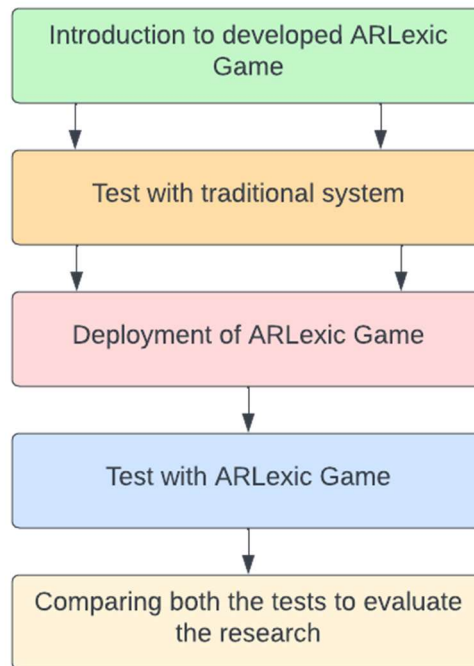 Introduction to developed ARLexic
Game
Test with traditional system
Deployment of ARLexic Game
Test with ARLexic Game
Comparing both the tests to evaluate
the research